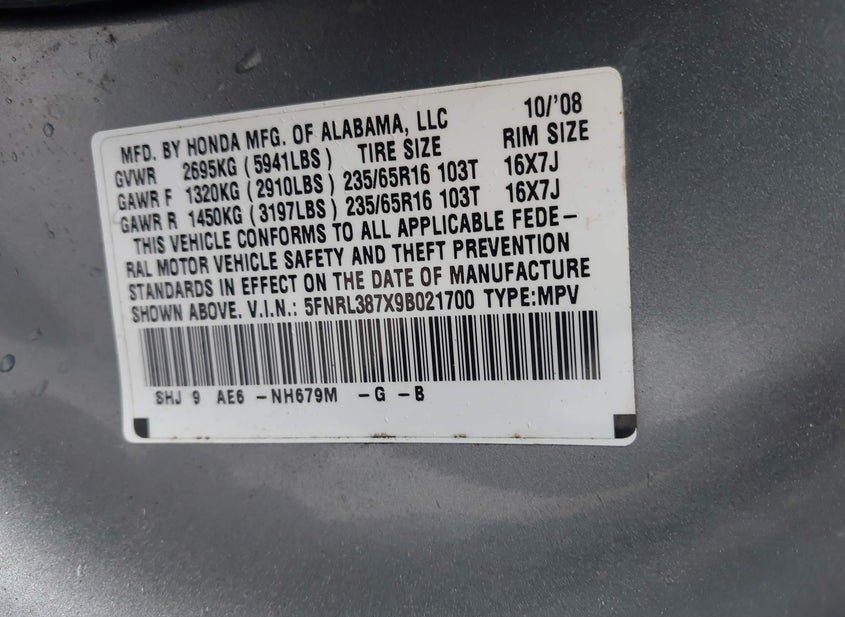 MFD. BY HONDA MFG. OF ALABAMA, LLC 10/'08
GVWR 2695KG (5941LBS) TIRE SIZE RIM SIZE
GAWR F 1320KG (2910LBS) 235/65R16 103T 16X7J
GAWR R 1450KG (3197LBS) 235/65R16 103T 16X7J
THIS VEHICLE CONFORMS TO ALL APPLICABLE FEDE-
RAL MOTOR VEHICLE SAFETY AND THEFT PREVENTION
STANDARDS IN EFFECT ON THE DATE OF MANUFACTURE
SHOWN ABOVE. V.I.N.: 5FNRL387X9B021700 TYPE:MPV
SHJ 9 AE6 -NH679M -G -B